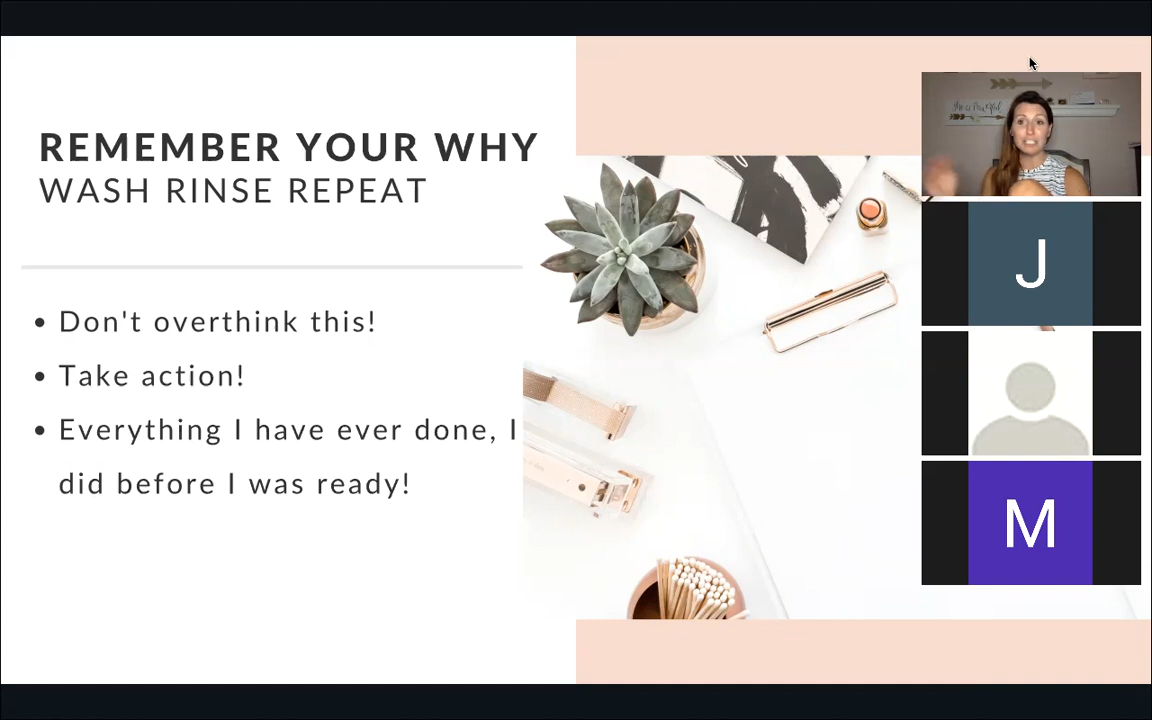 REMEMBER YOUR WHY
WASH RINSE REPEAT
Don't overthink this!
Take action!
Everything I have ever done, I
did before I was ready!
J
M